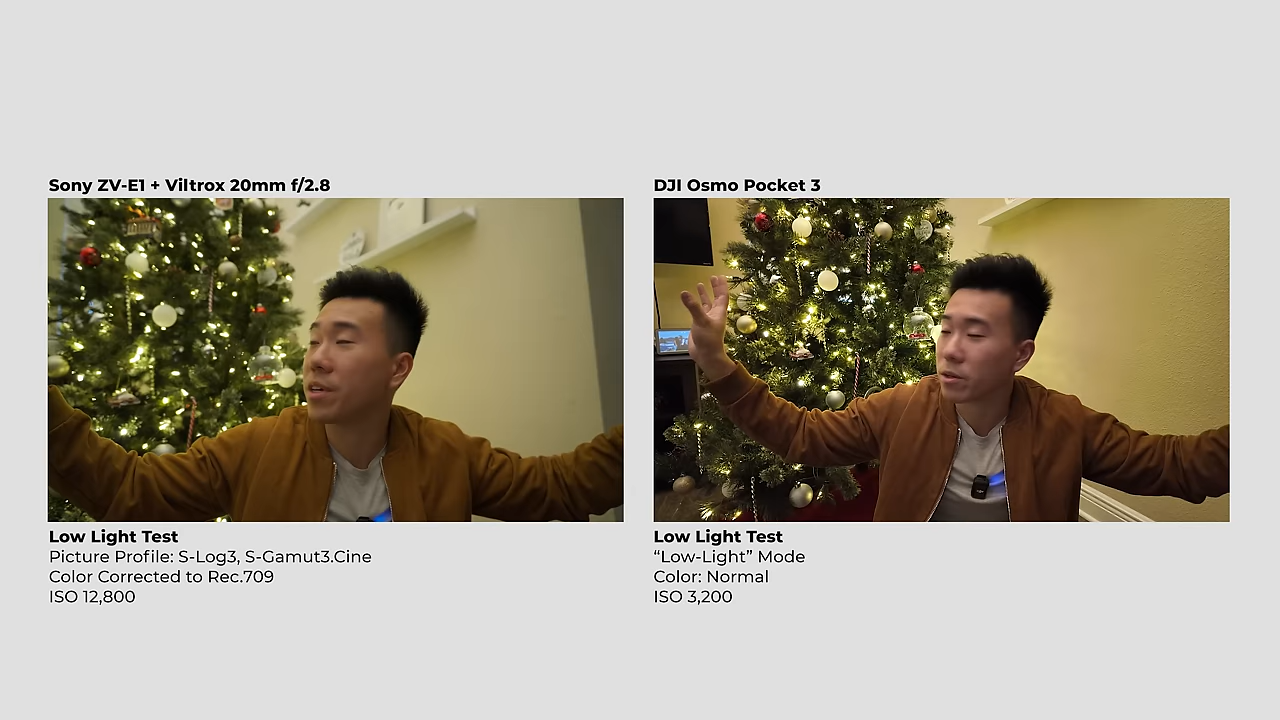 Sony ZV-E1 + Viltrox 20mm f/2.8
Low Light Test
Picture Profile: S-Log3, S-Gamut3.Cine
Color Corrected to Rec.709
ISO 12,800
DJI Osmo Pocket 3
Low Light Test
“Low-Light” Mode
Color: Normal
ISO 3,200